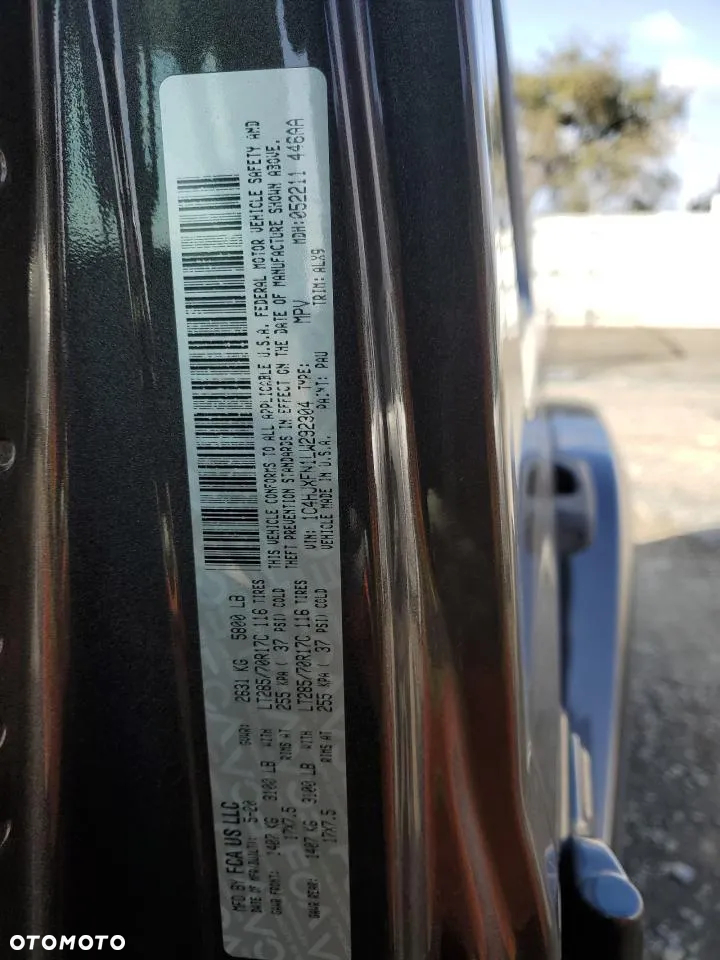 MFD BY FCA US LLC
DATE OF MFR(BUILT): 5-20 GVWR: 2631 KG 5800 LB
GAWR FRONT: 1407 KG 3100 LB WITH LT285/70R17C 116 TIRES
17X7.5 RIMS AT 255 KPA ( 37 PSI) COLD
GAWR REAR: 1407 KG 3100 LB WITH LT285/70R17C 116 TIRES
17X7.5 RIMS AT 255 KPA ( 37 PSI) COLD
THIS VEHICLE CONFORMS TO ALL APPLICABLE U.S.A. FEDERAL MOTOR VEHICLE SAFETY AND
THEFT PREVENTION STANDARDS IN EFFECT ON THE DATE OF MANUFACTURE SHOWN ABOVE.
VIN: 1C4HJXFN1LW292304 TYPE: MPV MDH:052211 446AA
VEHICLE MADE IN U.S.A. PAINT: PAU TRIM: ALX9
OTOMOTO